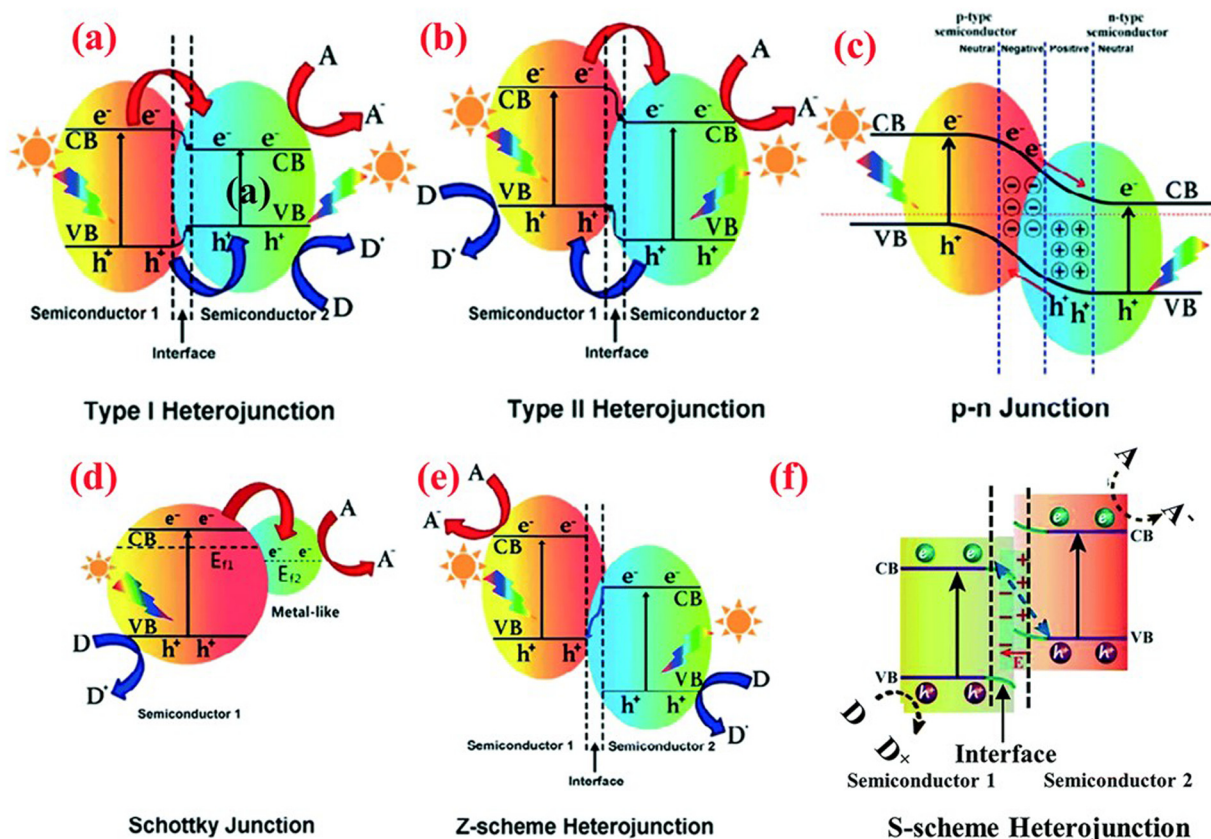 (a)
A
e⁻ e⁻
CB
e⁻ e⁻
A⁻
CB
(a)
VB
VB
h⁺ h⁺
h⁺ h⁺
D⁺
D
Semiconductor 1
Semiconductor 2
Interface
Type I Heterojunction
(b)
A
e⁻ e⁻
CB
e⁻ e⁻
A⁻
CB
D
VB
h⁺ h⁺
VB
D⁺
h⁺ h⁺
Semiconductor 1
Semiconductor 2
Interface
Type II Heterojunction
(c)
p-type
semiconductor
n-type
semiconductor
Neutral Negative Positive Neutral
CB
e⁻
e⁻
e⁻
e⁻
CB
VB
h⁺
h⁺
h⁺
h⁺
VB
p-n Junction
(d)
e⁻ e⁻
CB
A
Ef1
e⁻ e⁻
Ef2
A⁻
Metal-like
D
VB
h⁺ h⁺
D⁺
Semiconductor 1
Schottky Junction
(e)
A
A⁻
e⁻ e⁻
CB
e⁻ e⁻
CB
VB
h⁺ h⁺
VB
D
h⁺ h⁺
D⁺
Semiconductor 1
Semiconductor 2
Interface
Z-scheme Heterojunction
(f)
A
e⁻ e⁻
A⁻
CB
e⁻ e⁻
CB
VB
E
h⁺ h⁺
VB
h⁺ h⁺
D
D×
Interface
Semiconductor 1
Semiconductor 2
S-scheme Heterojunction